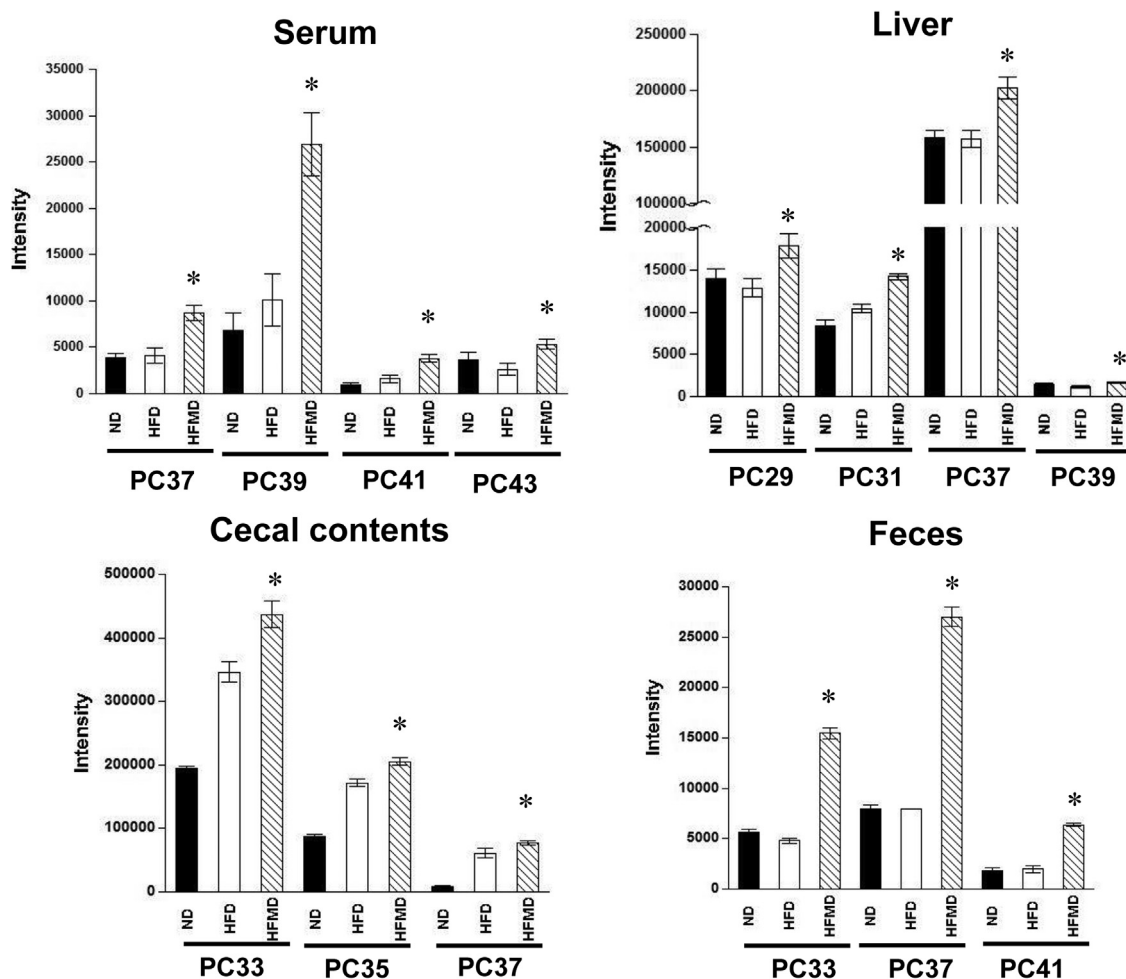 Serum
Intensity
35000
30000
25000
20000
15000
10000
5000
0
*
*
*
*
ND HFD HFMD ND HFD HFMD ND HFD HFMD ND HFD HFMD
PC37 PC39 PC41 PC43
Liver
Intensity
250000
200000
150000
100000
20000
15000
10000
5000
0
*
*
*
*
ND HFD HFMD ND HFD HFMD ND HFD HFMD ND HFD HFMD
PC29 PC31 PC37 PC39
Cecal contents
Intensity
500000
400000
300000
200000
100000
0
*
*
*
ND HFD HFMD ND HFD HFMD ND HFD HFMD
PC33 PC35 PC37
Feces
Intensity
30000
25000
20000
15000
10000
5000
0
*
*
*
ND HFD HFMD ND HFD HFMD ND HFD HFMD
PC33 PC37 PC41